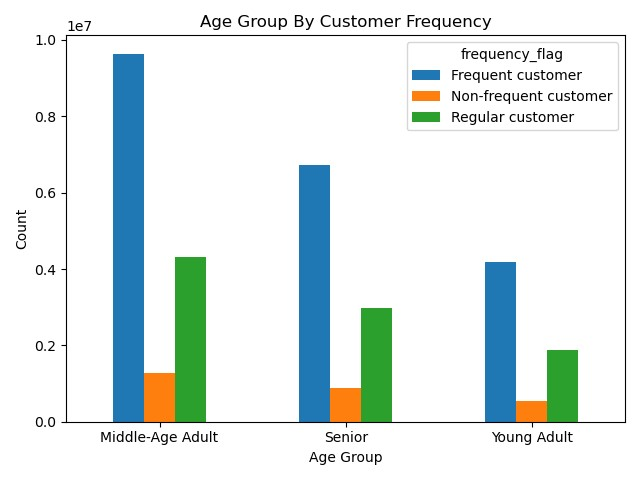 Age Group By Customer Frequency
1e7
frequency_flag
Frequent customer
Non-frequent customer
Regular customer
1.0
0.8
0.6
0.4
0.2
0.0
Count
Middle-Age Adult
Senior
Young Adult
Age Group